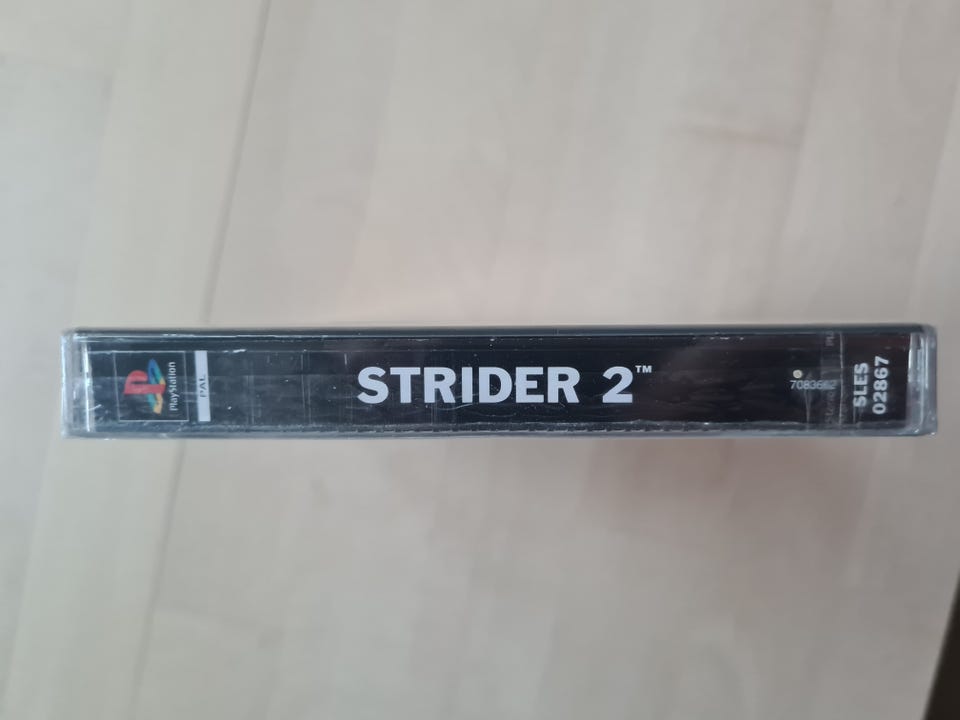 PlayStation
PAL
STRIDER 2™
SLES
02867